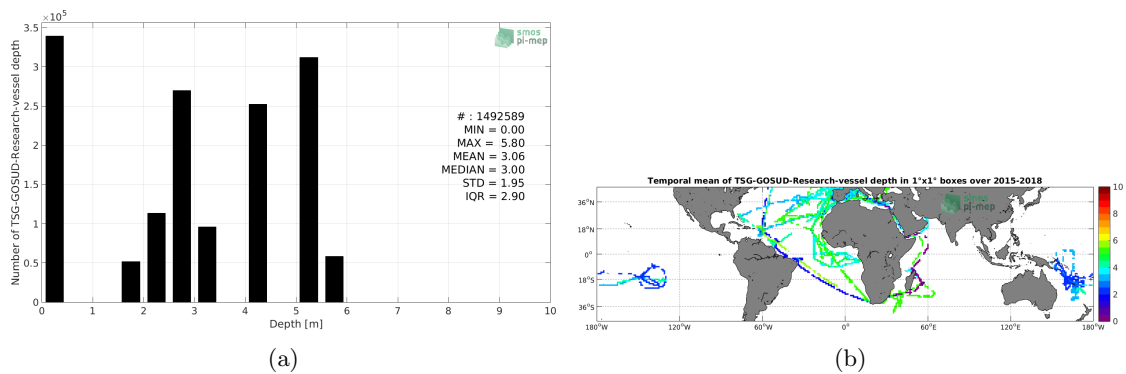 ×10⁵
3.5
3
2.5
2
1.5
1
0.5
0
Number of TSG-GOSUD-Research-vessel depth
smos
pi-mep
# : 1492589
MIN = 0.00
MAX = 5.80
MEAN = 3.06
MEDIAN = 3.00
STD = 1.95
IQR = 2.90
0 1 2 3 4 5 6 7 8 9 10
Depth [m]
(a)
Temporal mean of TSG-GOSUD-Research-vessel depth in 1°x1° boxes over 2015-2018
smos
pi-mep
36°N
18°N
0°
18°S
36°S
180°W 120°W 60°W 0° 60°E 120°E 180°E
10
8
6
4
2
0
(b)